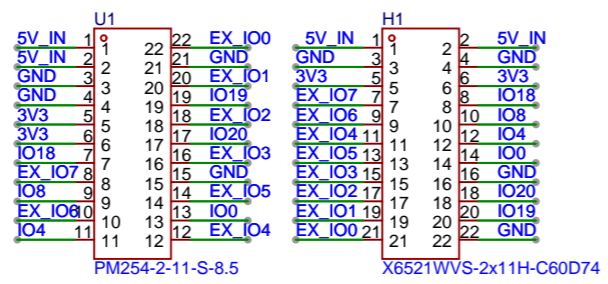 U1 H1
5V_IN 1 1 22 22 EX_IO0 5V_IN 1 1 2 2 5V_IN
5V_IN 2 2 21 21 GND GND 3 3 4 4 GND
GND 3 3 20 20 EX_IO1 3V3 5 5 6 6 3V3
GND 4 4 19 19 IO19 EX_IO7 7 7 8 8 IO18
3V3 5 5 18 18 EX_IO2 EX_IO6 9 9 10 10 IO8
3V3 6 6 17 17 IO20 EX_IO4 11 11 12 12 IO4
IO18 7 7 16 16 EX_IO3 EX_IO5 13 13 14 14 IO0
EX_IO7 8 8 15 15 GND EX_IO3 15 15 16 16 GND
IO8 9 9 14 14 EX_IO5 EX_IO2 17 17 18 18 IO20
EX_IO6 10 10 13 13 IO0 EX_IO1 19 19 20 20 IO19
IO4 11 11 12 12 EX_IO4 EX_IO0 21 21 22 22 GND
PM254-2-11-S-8.5 X6521WVS-2x11H-C60D74